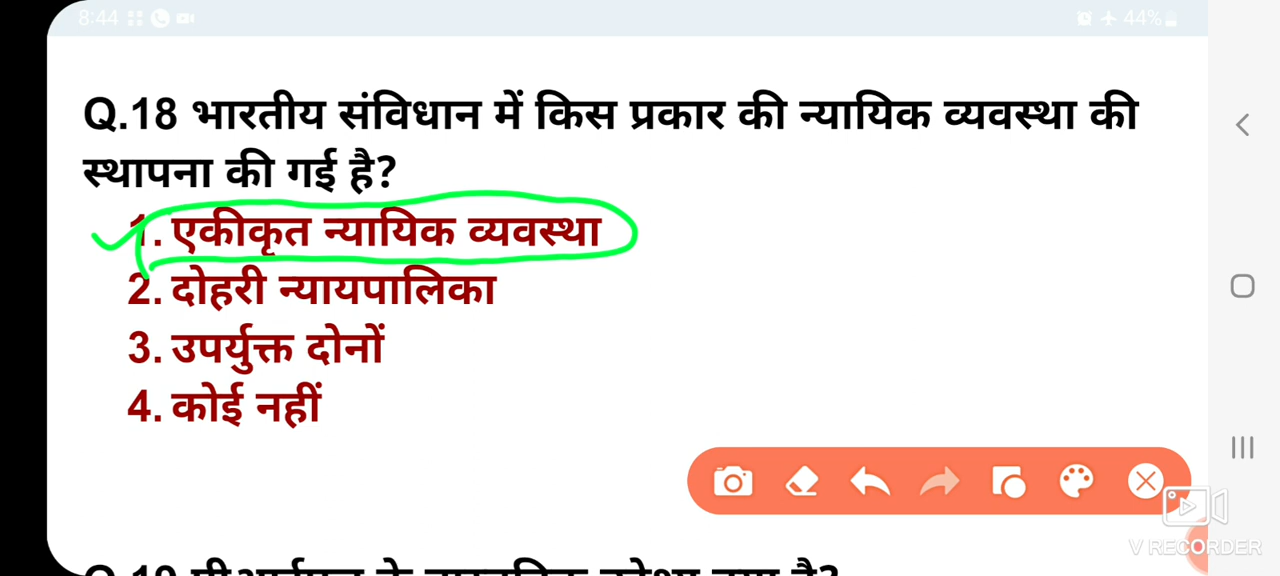 8:44
44%
Q.18 भारतीय संविधान में किस प्रकार की न्यायिक व्यवस्था की
स्थापना की गई है?
1. एकीकृत न्यायिक व्यवस्था
2. दोहरी न्यायपालिका
3. उपर्युक्त दोनों
4. कोई नहीं
V RECORDER
Q.19 के है?